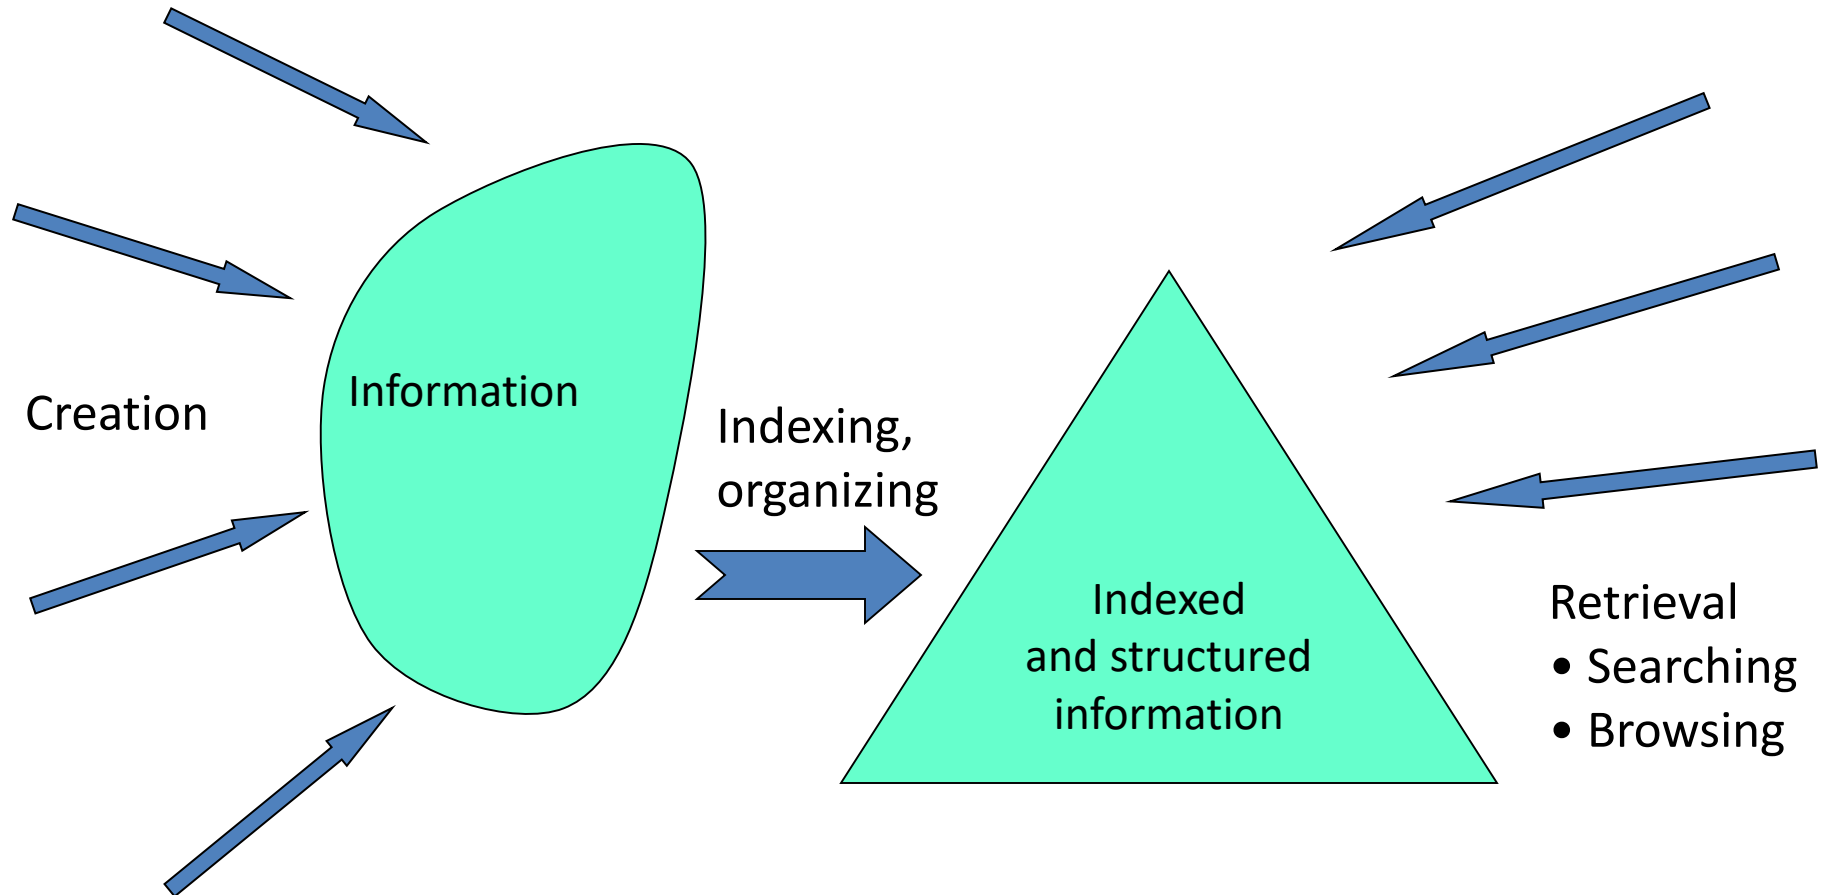 Creation
Information
Indexing,
organizing
Indexed
and structured
information
Retrieval
• Searching
• Browsing